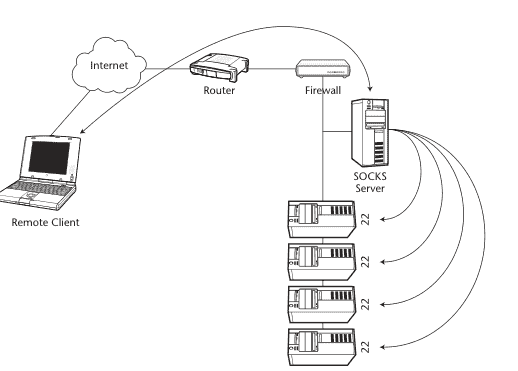 Internet
Router
Firewall
SOCKS
Server
Remote Client
22
22
22
22